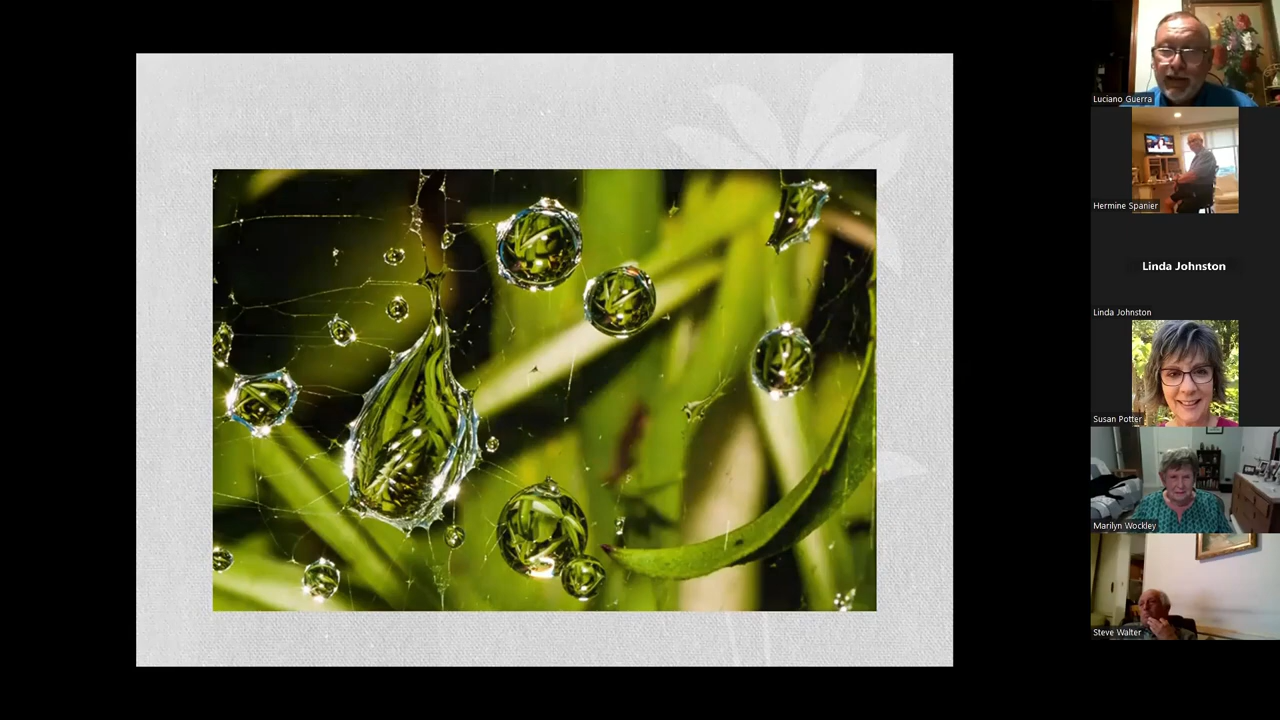 Luciano Guerra
Hermine Spanier
Linda Johnston
Linda Johnston
Susan Potter
Marilyn Wockley
Steve Walter